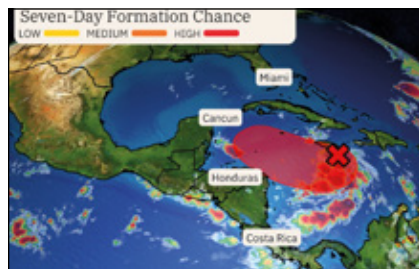 Seven-Day Formation Chance
LOW MEDIUM HIGH
Miami
Cancun
Honduras
Costa Rica